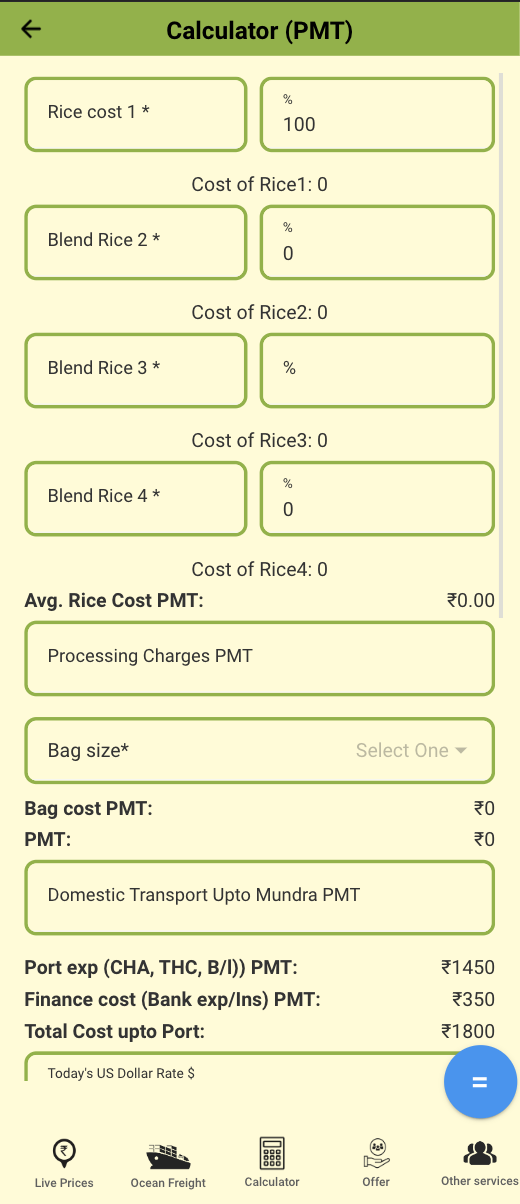 Calculator (PMT)
Rice cost 1 *
%
100
Cost of Rice1: 0
Blend Rice 2 *
%
0
Cost of Rice2: 0
Blend Rice 3 *
%
Cost of Rice3: 0
Blend Rice 4 *
%
0
Cost of Rice4: 0
Avg. Rice Cost PMT: ₹0.00
Processing Charges PMT
Bag size* Select One
Bag cost PMT: ₹0
PMT: ₹0
Domestic Transport Upto Mundra PMT
Port exp (CHA, THC, B/l)) PMT: ₹1450
Finance cost (Bank exp/Ins) PMT: ₹350
Total Cost upto Port: ₹1800
Today's US Dollar Rate $
=
Live Prices Ocean Freight Calculator Offer Other services